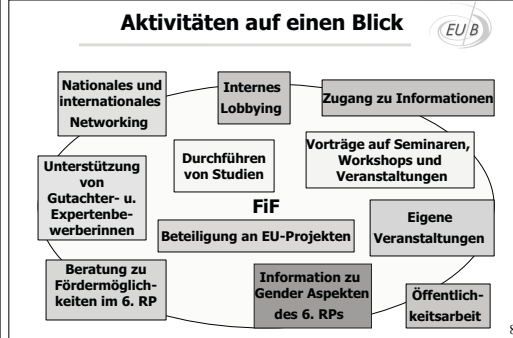 Aktivitäten auf einen Blick
EU B
Nationales und
internationales
Networking
Internes
Lobbying
Zugang zu Informationen
Durchführen
von Studien
Vorträge auf Seminaren,
Workshops und
Veranstaltungen
Unterstützung
von
Gutachter- u.
Expertenbe-
werberinnen
FiF
Beteiligung an EU-Projekten
Eigene
Veranstaltungen
Beratung zu
Fördermöglich-
keiten im 6. RP
Information zu
Gender Aspekten
des 6. RPs
Öffentlich-
keitsarbeit
8